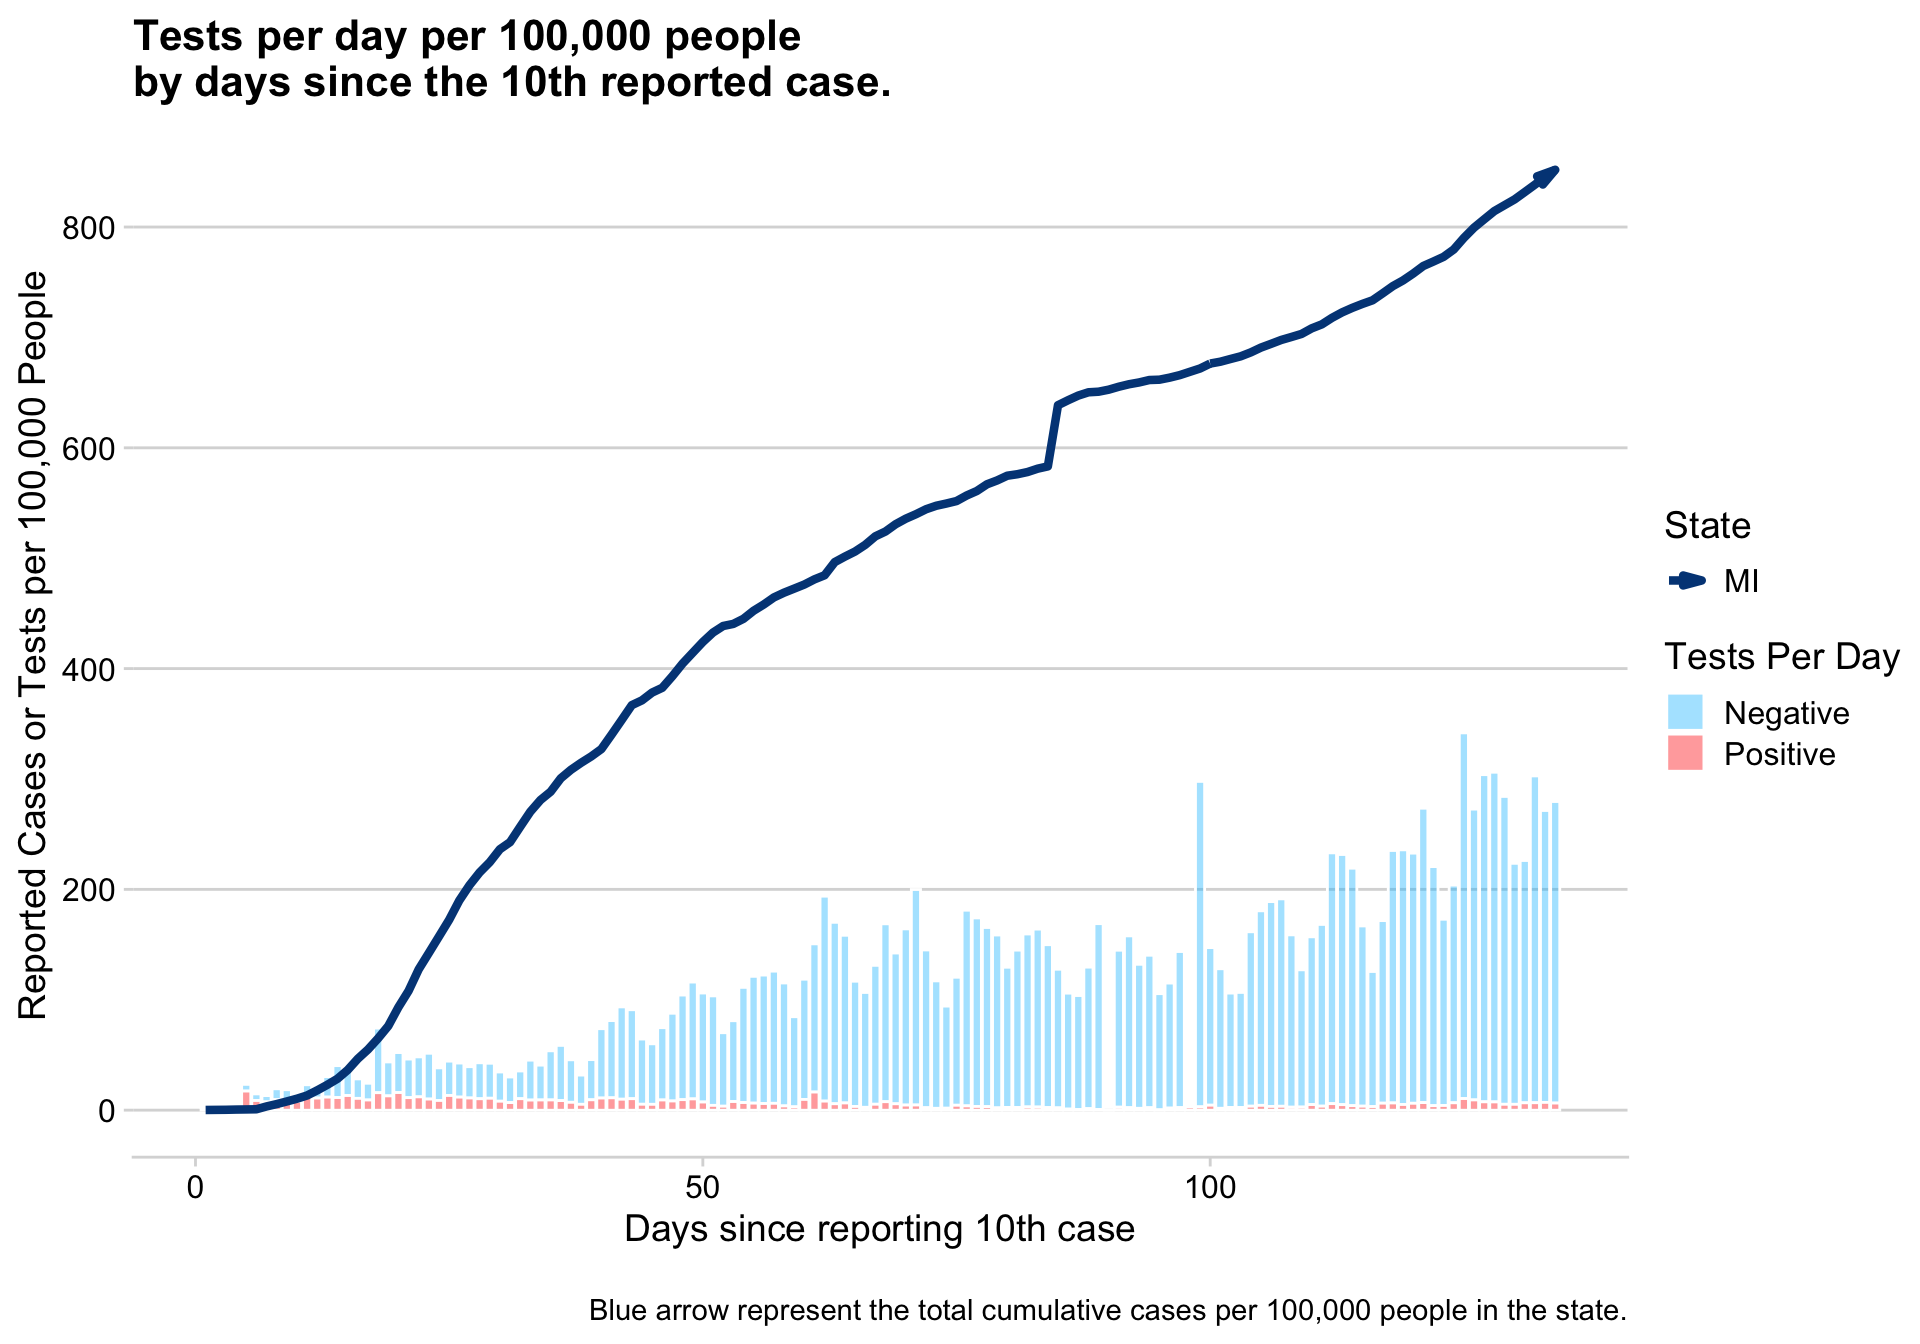 Tests per day per 100,000 people
by days since the 10th reported case.
Reported Cases or Tests per 100,000 People
800
600
400
200
0
0
50
100
Days since reporting 10th case
State
MI
Tests Per Day
Negative
Positive
Blue arrow represent the total cumulative cases per 100,000 people in the state.